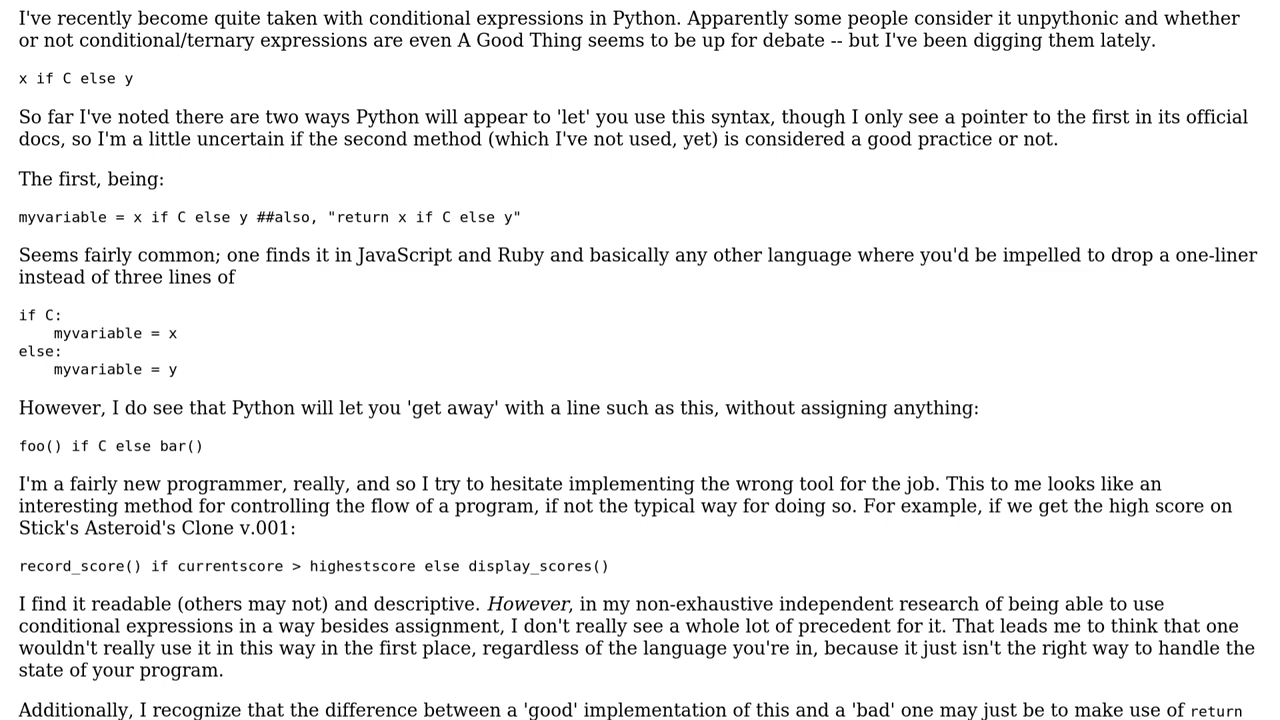 I've recently become quite taken with conditional expressions in Python. Apparently some people consider it unpythonic and whether
or not conditional/ternary expressions are even A Good Thing seems to be up for debate -- but I've been digging them lately.
x if C else y
So far I've noted there are two ways Python will appear to 'let' you use this syntax, though I only see a pointer to the first in its official
docs, so I'm a little uncertain if the second method (which I've not used, yet) is considered a good practice or not.
The first, being:
myvariable = x if C else y ##also, "return x if C else y"
Seems fairly common; one finds it in JavaScript and Ruby and basically any other language where you'd be impelled to drop a one-liner
instead of three lines of
if C:
    myvariable = x
else:
    myvariable = y
However, I do see that Python will let you 'get away' with a line such as this, without assigning anything:
foo() if C else bar()
I'm a fairly new programmer, really, and so I try to hesitate implementing the wrong tool for the job. This to me looks like an
interesting method for controlling the flow of a program, if not the typical way for doing so. For example, if we get the high score on
Stick's Asteroid's Clone v.001:
record_score() if currentscore > highestscore else display_scores()
I find it readable (others may not) and descriptive. However, in my non-exhaustive independent research of being able to use
conditional expressions in a way besides assignment, I don't really see a whole lot of precedent for it. That leads me to think that one
wouldn't really use it in this way in the first place, regardless of the language you're in, because it just isn't the right way to handle the
state of your program.
Additionally, I recognize that the difference between a 'good' implementation of this and a 'bad' one may just be to make use of return